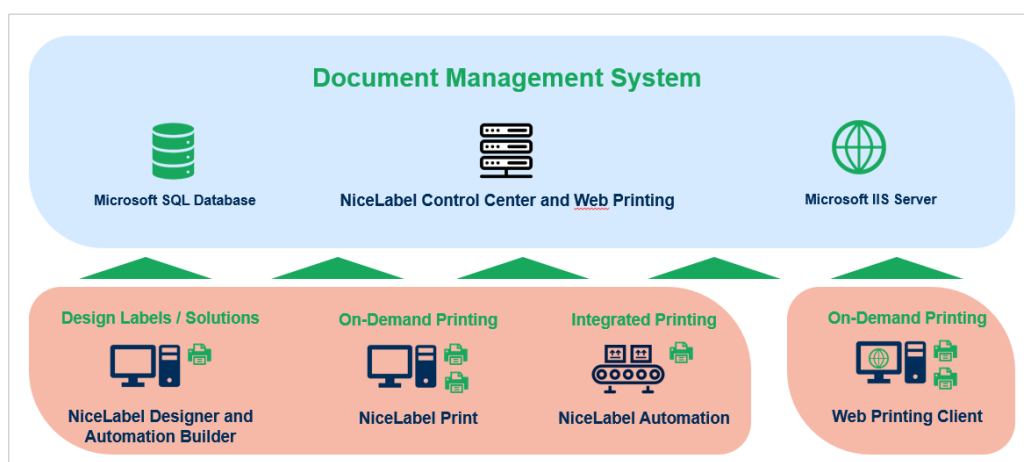 Document Management System
Microsoft SQL Database
NiceLabel Control Center and Web Printing
Microsoft IIS Server
Design Labels / Solutions
On-Demand Printing
Integrated Printing
On-Demand Printing
NiceLabel Designer and
Automation Builder
NiceLabel Print
NiceLabel Automation
Web Printing Client